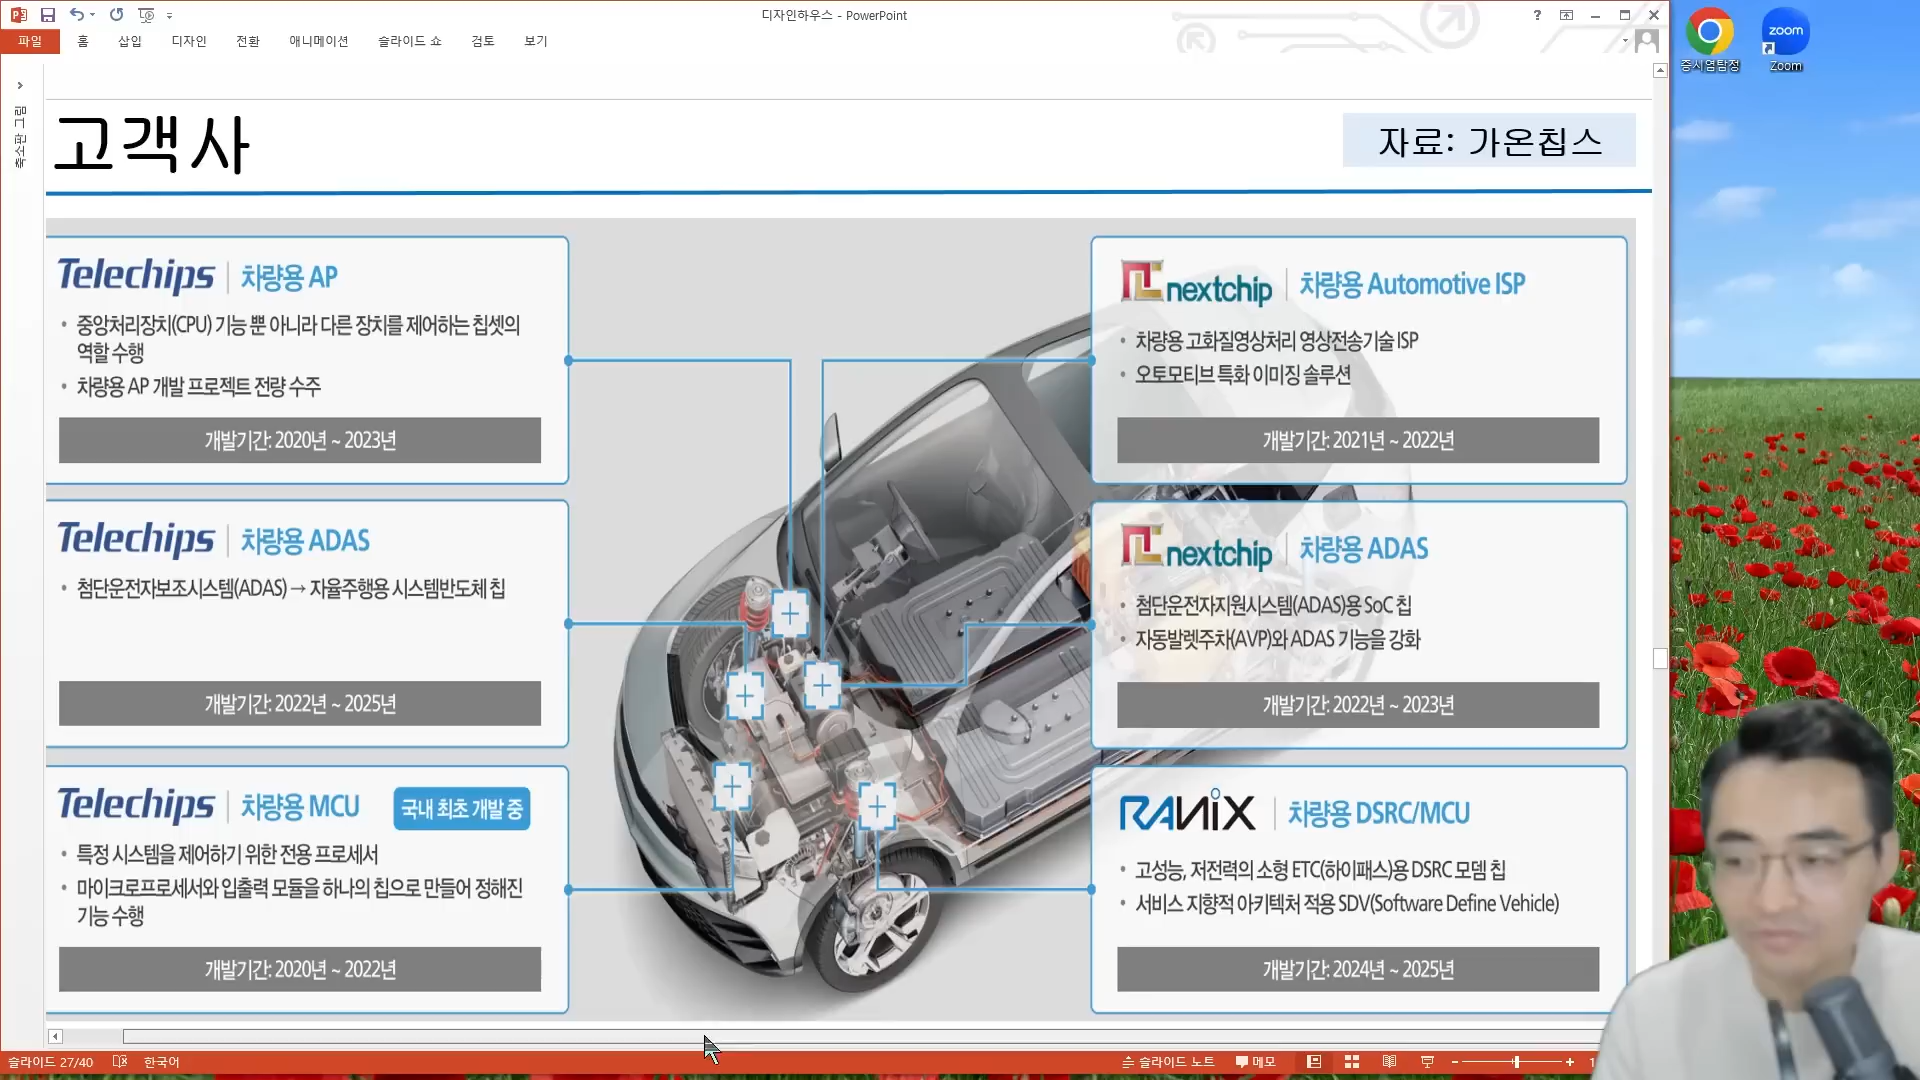 디자인하우스 - PowerPoint
파일 홈 삽입 디자인 전환 애니메이션 슬라이드 쇼 검토 보기
축소판 그림
고객사
자료: 가온칩스
Telechips 차량용 AP
• 중앙처리장치(CPU) 기능 뿐 아니라 다른 장치를 제어하는 칩셋의
역할 수행
• 차량용 AP 개발 프로젝트 전량 수주
개발기간: 2020년 ~ 2023년
Telechips 차량용 ADAS
• 첨단운전자보조시스템(ADAS) → 자율주행용 시스템반도체 칩
개발기간: 2022년 ~ 2025년
Telechips 차량용 MCU 국내 최초 개발 중
• 특정 시스템을 제어하기 위한 전용 프로세서
• 마이크로프로세서와 입출력 모듈을 하나의 칩으로 만들어 정해진
기능 수행
개발기간: 2020년 ~ 2022년
nextchip 차량용 Automotive ISP
• 차량용 고화질영상처리 영상전송기술 ISP
• 오토모티브 특화 이미징 솔루션
개발기간: 2021년 ~ 2022년
nextchip 차량용 ADAS
• 첨단운전자지원시스템(ADAS)용 SoC 칩
• 자동발렛주차(AVP)와 ADAS 기능을 강화
개발기간: 2022년 ~ 2023년
RANiX 차량용 DSRC/MCU
• 고성능, 저전력의 소형 ETC(하이패스)용 DSRC 모뎀 칩
• 서비스 지향적 아키텍처 적용 SDV(Software Define Vehicle)
개발기간: 2024년 ~ 2025년
슬라이드 27/40 한국어 슬라이드 노트 메모
증시염탐정
zoom
Zoom